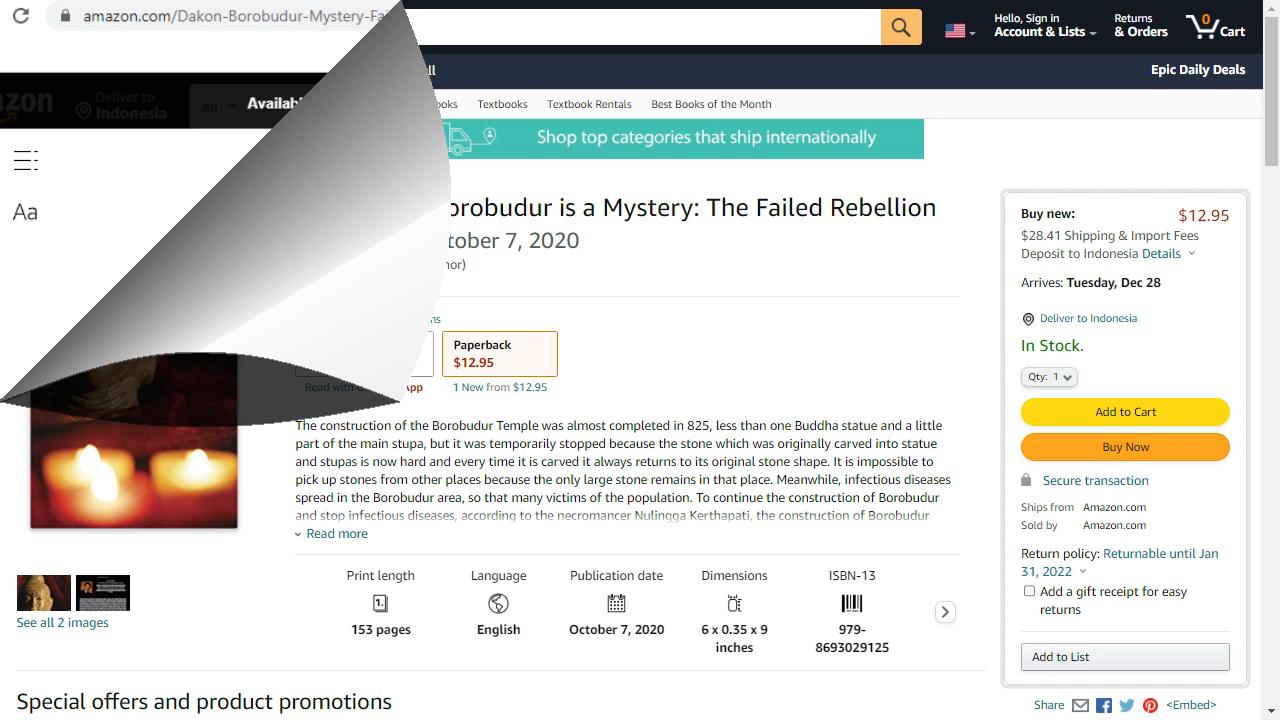 amazon.com/Dakon-Borobudur-Mystery-Fai
Hello, Sign in
Account & Lists
Returns
& Orders
0
Cart
Epic Daily Deals
Deliver to
Indonesia
All
Textbooks
Textbook Rentals
Best Books of the Month
Shop top categories that ship internationally
Aa
orobudur is a Mystery: The Failed Rebellion
tober 7, 2020
Paperback
$12.95
Read with
App
1 New from $12.95
The construction of the Borobudur Temple was almost completed in 825, less than one Buddha statue and a little
part of the main stupa, but it was temporarily stopped because the stone which was originally carved into statue
and stupas is now hard and every time it is carved it always returns to its original stone shape. It is impossible to
pick up stones from other places because the only large stone remains in that place. Meanwhile, infectious diseases
spread in the Borobudur area, so that many victims of the population. To continue the construction of Borobudur
and stop infectious diseases, according to the necromancer Nulingga Kerthapati, the construction of Borobudur
Read more
Print length
153 pages
Language
English
Publication date
October 7, 2020
Dimensions
6 x 0.35 x 9
inches
ISBN-13
979-
8693029125
See all 2 images
Special offers and product promotions
Buy new:
$12.95
$28.41 Shipping & Import Fees
Deposit to Indonesia Details
Arrives: Tuesday, Dec 28
Deliver to Indonesia
In Stock.
Qty: 1
Add to Cart
Buy Now
Secure transaction
Ships from Amazon.com
Sold by Amazon.com
Return policy: Returnable until Jan
31, 2022
Add a gift receipt for easy
returns
Add to List
Share
<Embed>